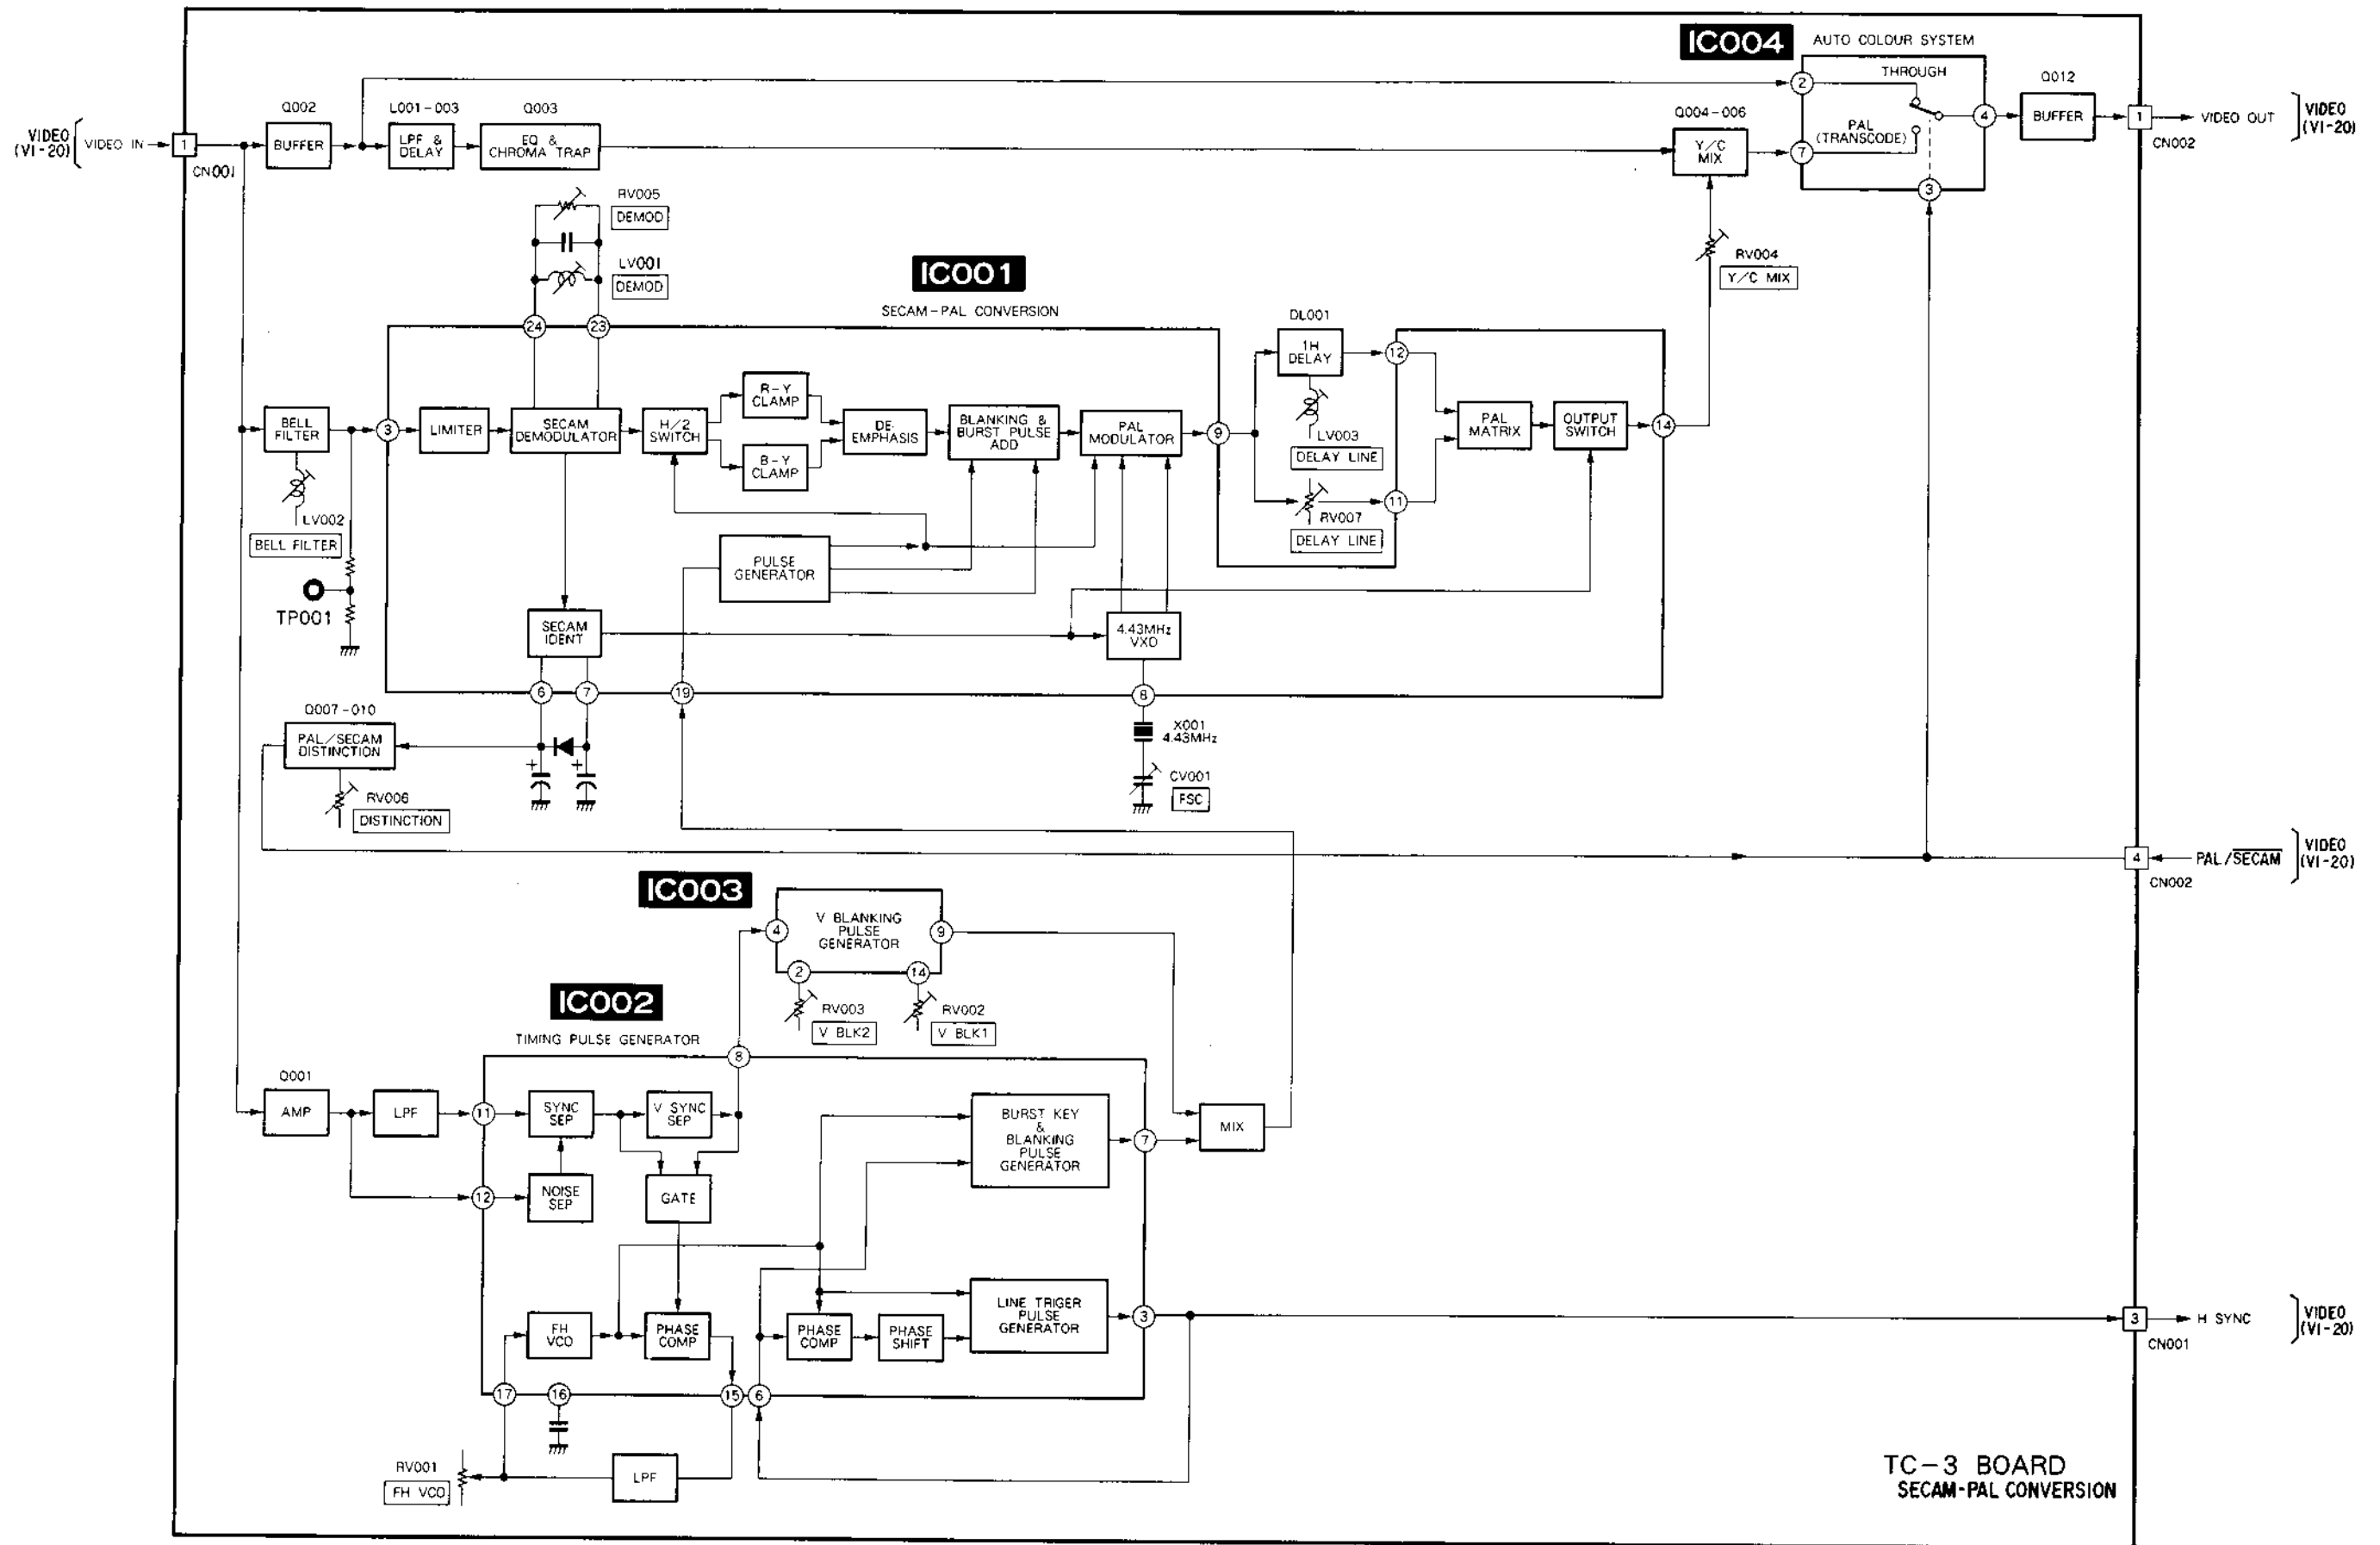 IC004
AUTO COLOUR SYSTEM
THROUGH
2
Q002
L001-003
Q003
Q004-006
Q012
VIDEO
(VI-20)
VIDEO IN
1
CN001
BUFFER
LPF &
DELAY
EQ &
CHROMA TRAP
Y/C
MIX
PAL
(TRANSCODE)
7
4
3
BUFFER
1
VIDEO OUT
CN002
VIDEO
(VI-20)
RV005
DEMOD
LV001
DEMOD
RV004
Y/C MIX
IC001
SECAM-PAL CONVERSION
24
23
DL001
1H
DELAY
12
LV003
DELAY LINE
RV007
DELAY LINE
11
BELL
FILTER
3
LIMITER
SECAM
DEMODULATOR
H/2
SWITCH
R-Y
CLAMP
B-Y
CLAMP
DE
EMPHASIS
BLANKING &
BURST PULSE
ADD
PAL
MODULATOR
9
PAL
MATRIX
OUTPUT
SWITCH
14
LV002
BELL FILTER
TP001
PULSE
GENERATOR
SECAM
IDENT
4.43MHz
VXO
6
7
19
8
Q007-010
PAL/SECAM
DISTINCTION
RV006
DISTINCTION
+
+
X001
4.43MHz
CV001
FSC
4
PAL/SECAM
CN002
VIDEO
(VI-20)
IC003
V BLANKING
PULSE
GENERATOR
4
9
2
14
RV003
V BLK2
RV002
V BLK1
IC002
TIMING PULSE GENERATOR
8
Q001
AMP
LPF
11
SYNC
SEP
V SYNC
SEP
BURST KEY
&
BLANKING
PULSE
GENERATOR
7
MIX
12
NOISE
SEP
GATE
FH
VCO
PHASE
COMP
PHASE
COMP
PHASE
SHIFT
LINE TRIGER
PULSE
GENERATOR
3
3
H SYNC
CN001
VIDEO
(VI-20)
17
16
15
6
RV001
FH VCO
LPF
TC-3 BOARD
SECAM-PAL CONVERSION